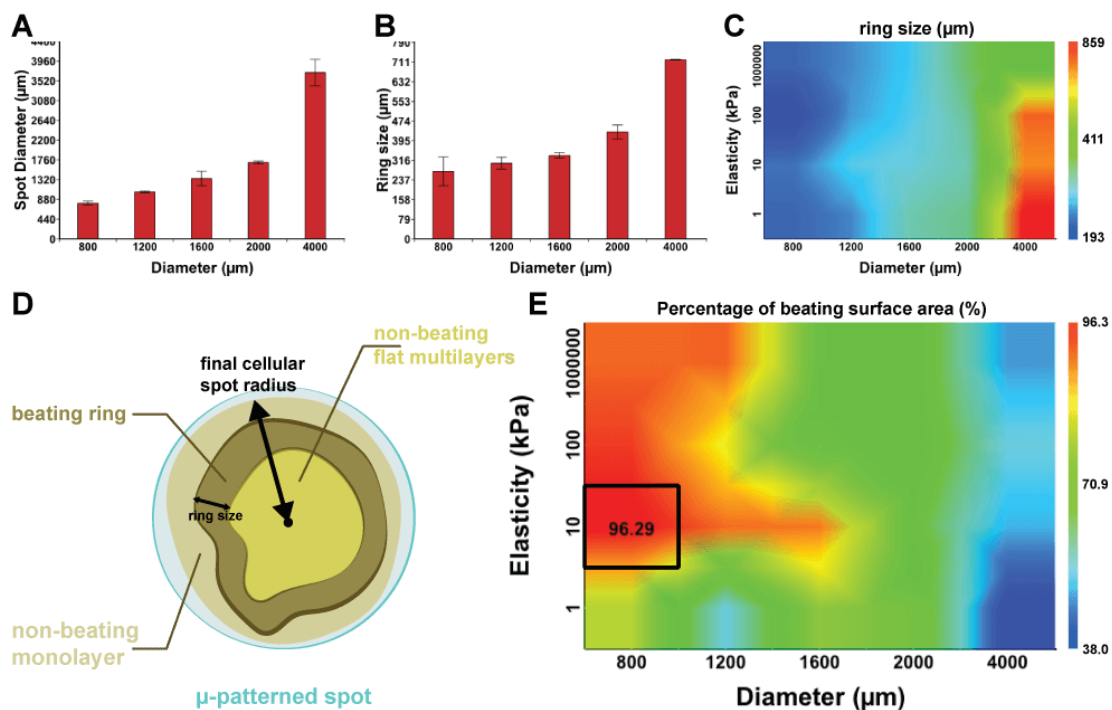 A
4400
3960
3520
3080
2640
2200
1760
1320
880
440
0
Spot Diameter (µm)
800 1200 1600 2000 4000
Diameter (µm)
B
790
711
632
553
474
395
316
237
158
79
0
Ring size (µm)
800 1200 1600 2000 4000
Diameter (µm)
C
ring size (µm)
Elasticity (kPa)
1000000
100
10
1
800 1200 2000 4000
Diameter (µm)
859
411
193
D
non-beating
flat multilayers
final cellular
spot radius
beating ring
ring size
non-beating
monolayer
µ-patterned spot
E
Percentage of beating surface area (%)
Elasticity (kPa)
1000000
100
10
1
96.29
800 1200 1600 2000 4000
Diameter (µm)
96.3
70.9
38.0